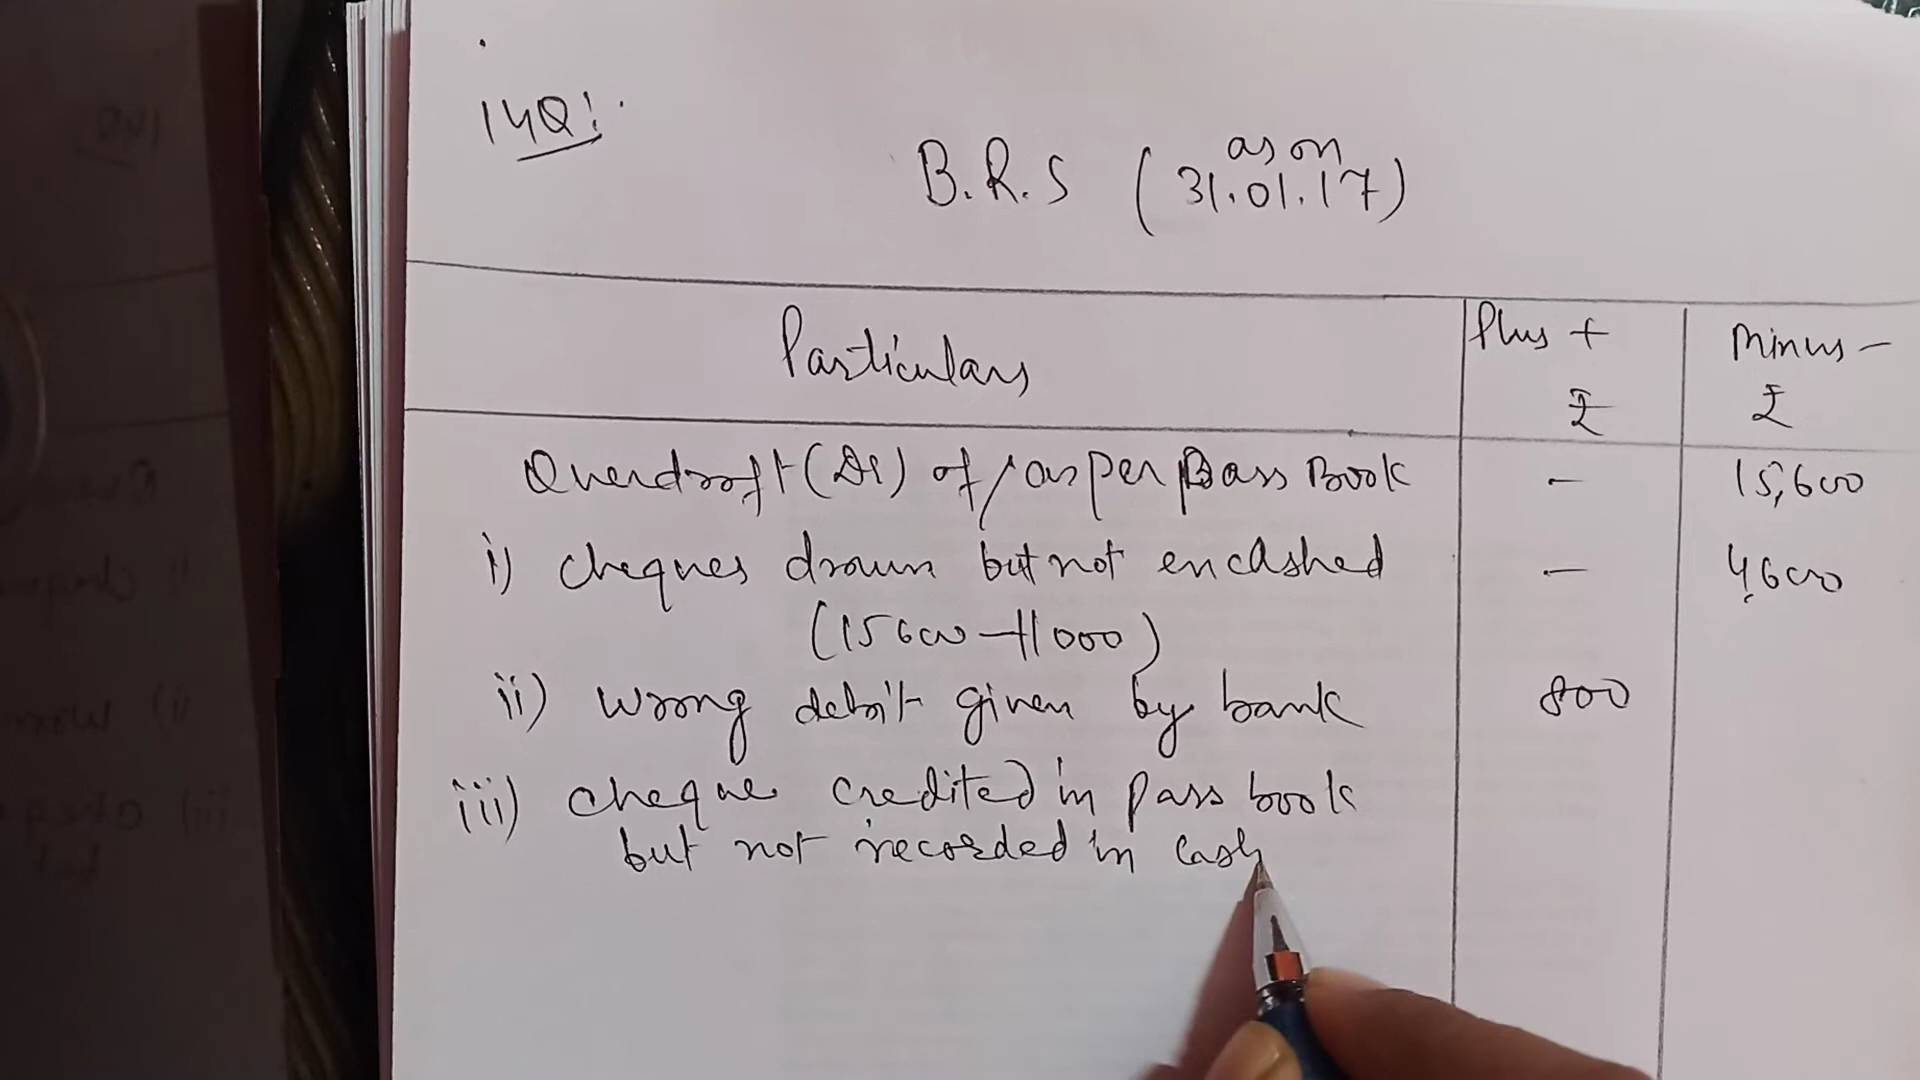 14Q!.
B.R.S (as on 31.01.17)
Particulars
Plus +
₹
Minus -
₹
Overdraft (Dr) of / as per Pass Book - 15,600
i) cheques drawn but not encashed - 4,600
(15600-11000)
ii) wrong debit given by bank 800
iii) cheque credited in pass book
but not recorded in cash